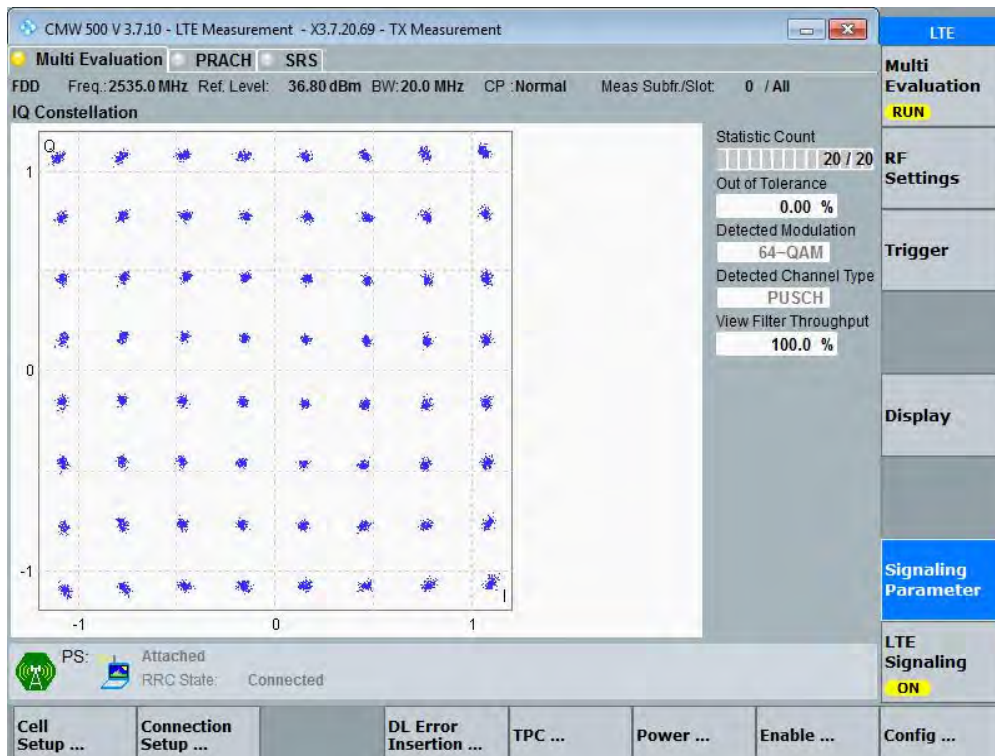 CMW 500 V 3.7.10 - LTE Measurement - X3.7.20.69 - TX Measurement
LTE
Multi Evaluation PRACH SRS
FDD Freq.:2535.0 MHz Ref. Level: 36.80 dBm BW:20.0 MHz CP :Normal Meas Subfr./Slot: 0 / All
IQ Constellation
Q
1
0
-1
I
-1 0 1
Statistic Count
20 / 20
Out of Tolerance
0.00 %
Detected Modulation
64-QAM
Detected Channel Type
PUSCH
View Filter Throughput
100.0 %
Multi
Evaluation
RUN
RF
Settings
Trigger
Display
Signaling
Parameter
LTE
Signaling
ON
PS: Attached
RRC State: Connected
Cell
Setup ...
Connection
Setup ...
DL Error
Insertion ...
TPC ...
Power ...
Enable ...
Config ...